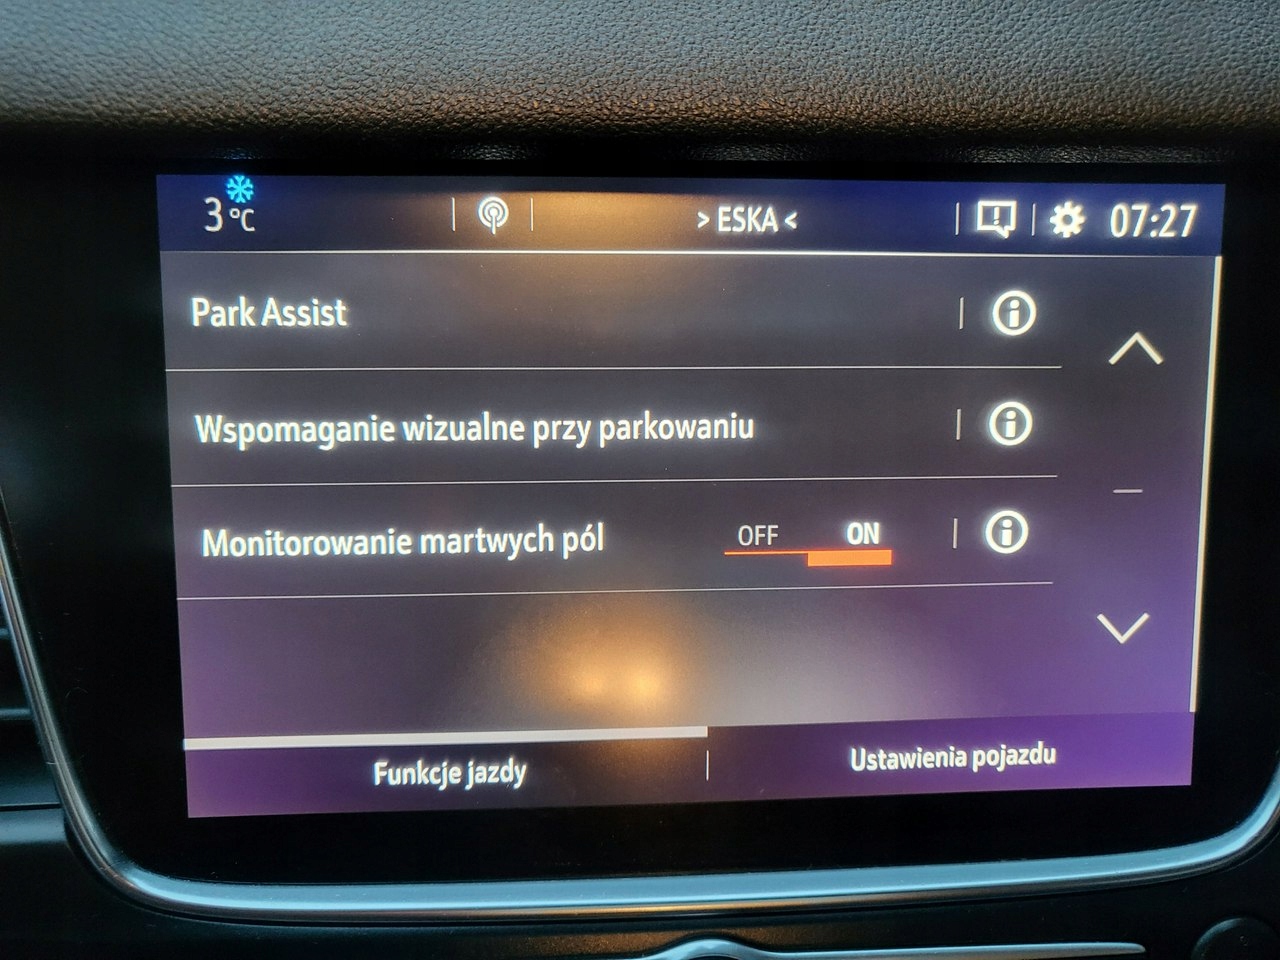 3 °C > ESKA < 07:27
Park Assist
Wspomaganie wizualne przy parkowaniu
Monitorowanie martwych pól OFF ON
Funkcje jazdy Ustawienia pojazdu